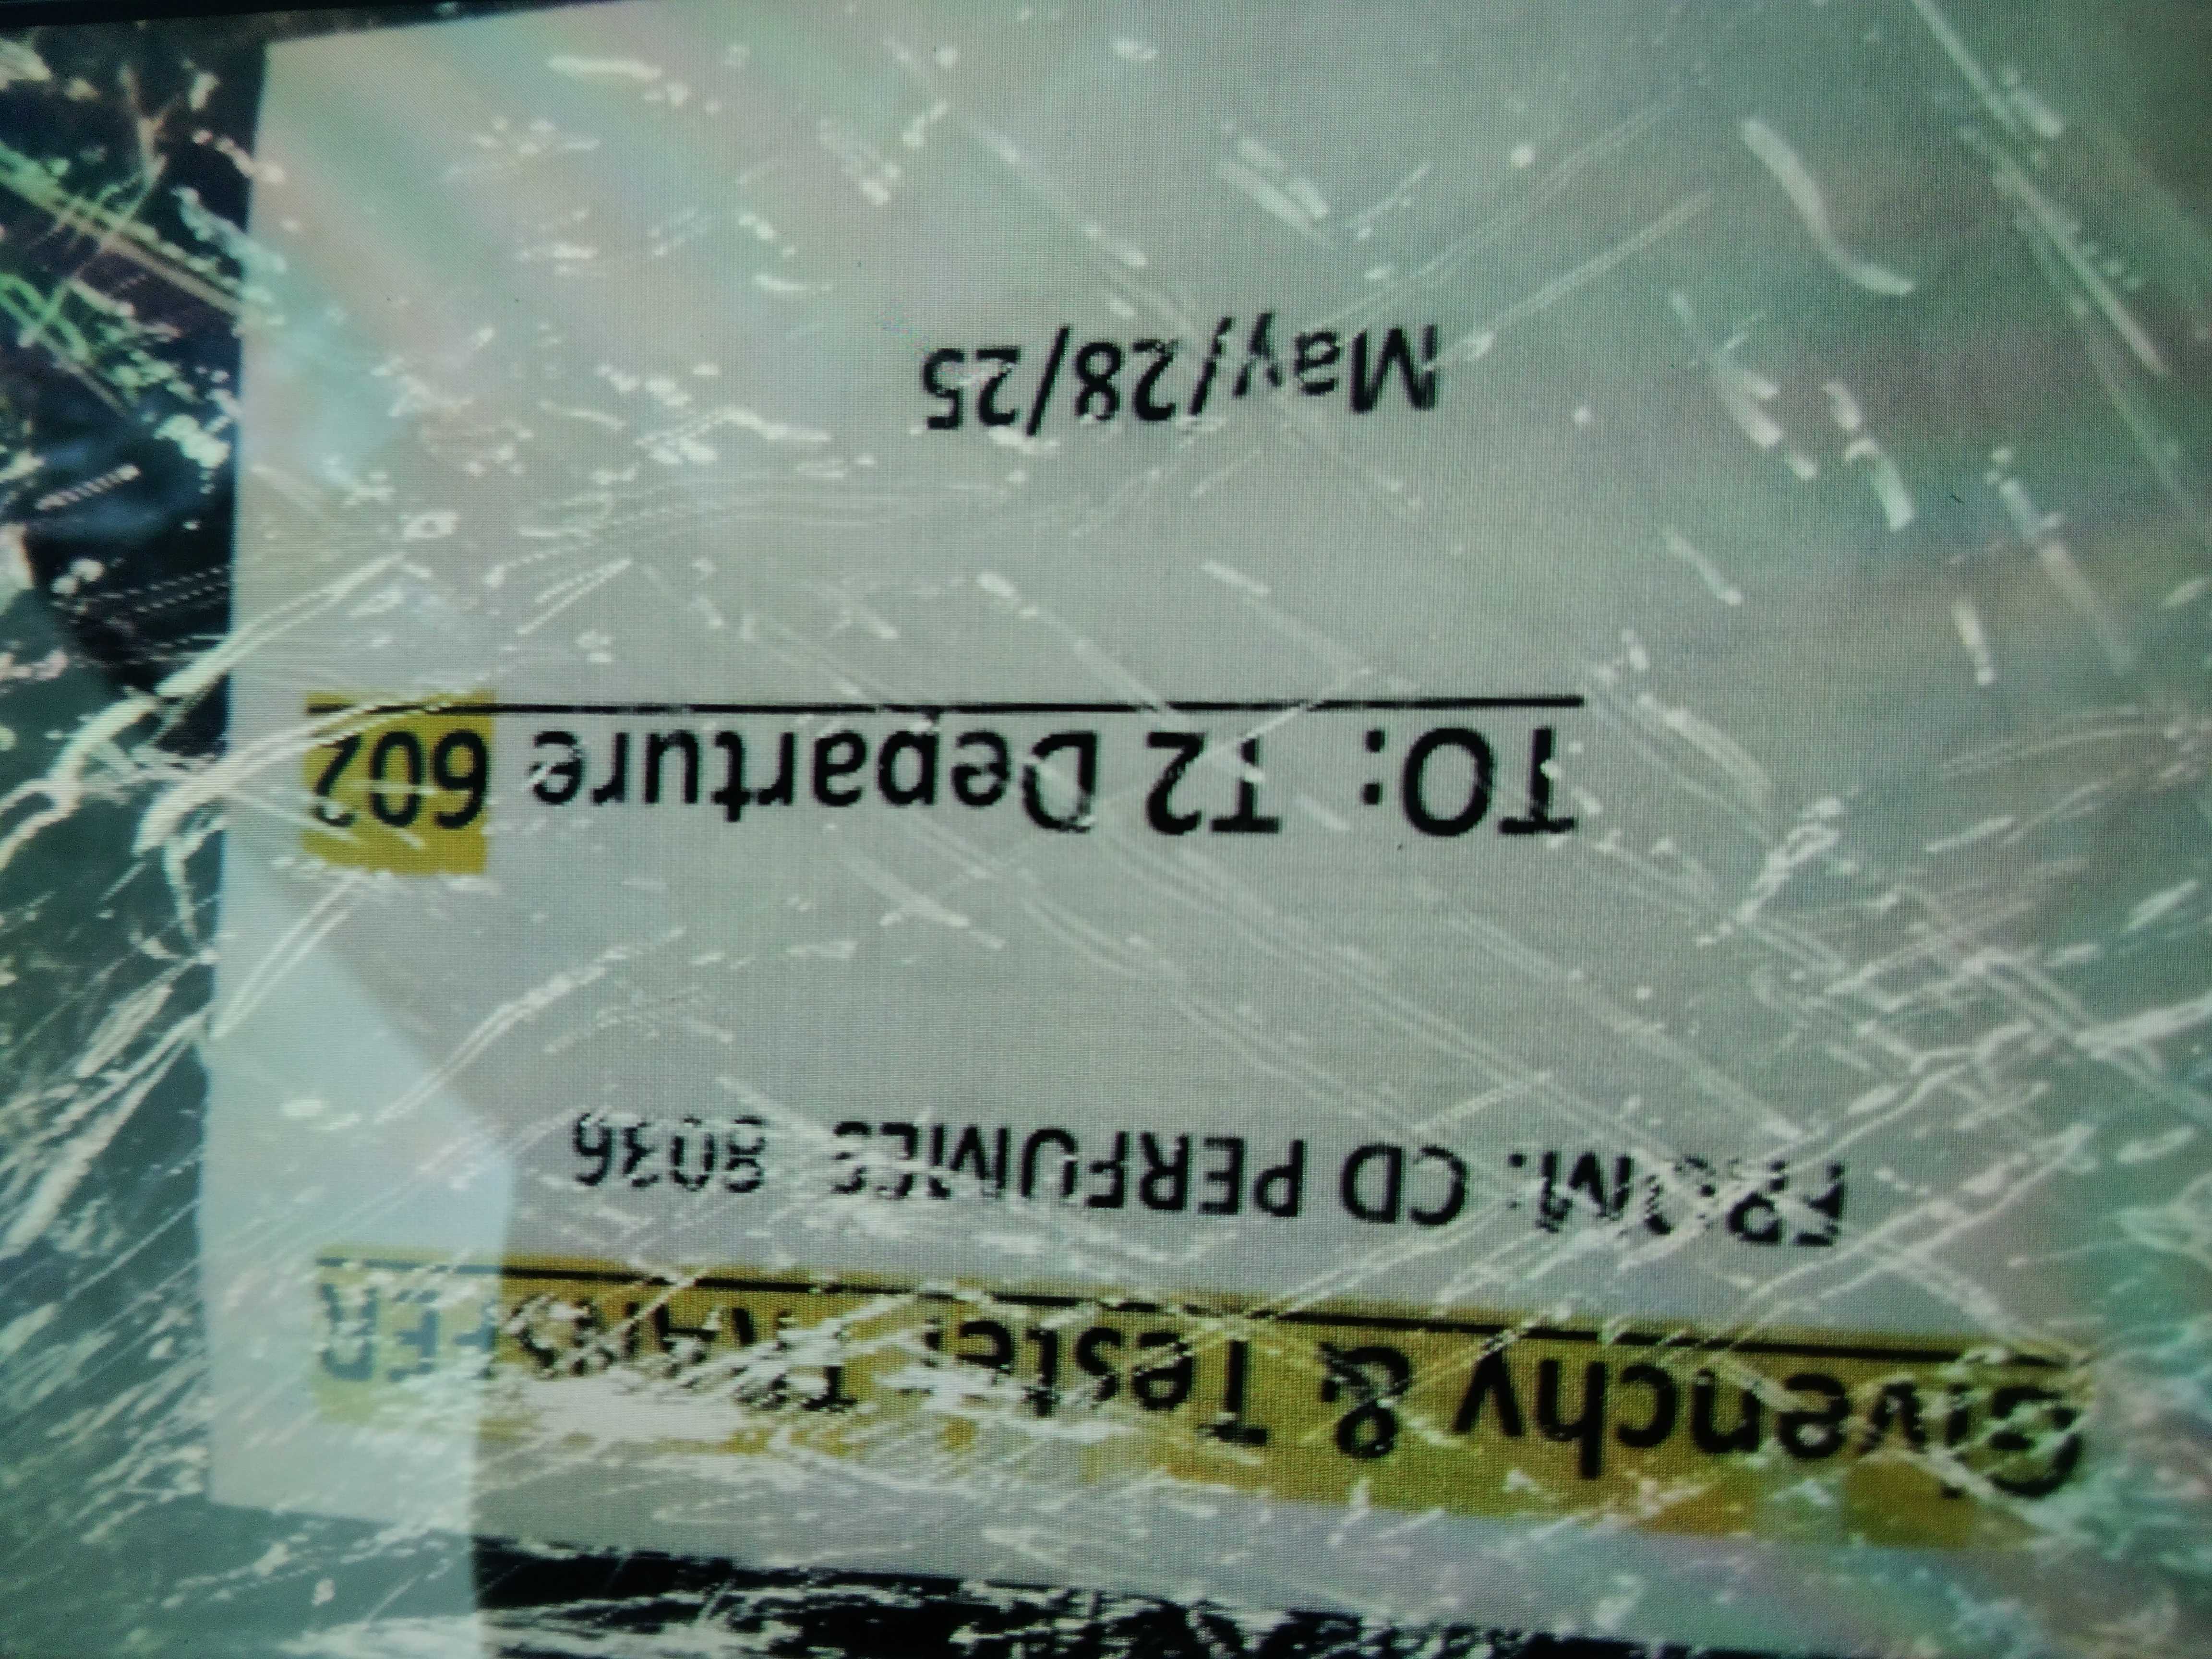 Givenchy & Tester TRANSFER
FROM: CD PERFUMES 8036
TO: T2 Departure 602
May/28/25